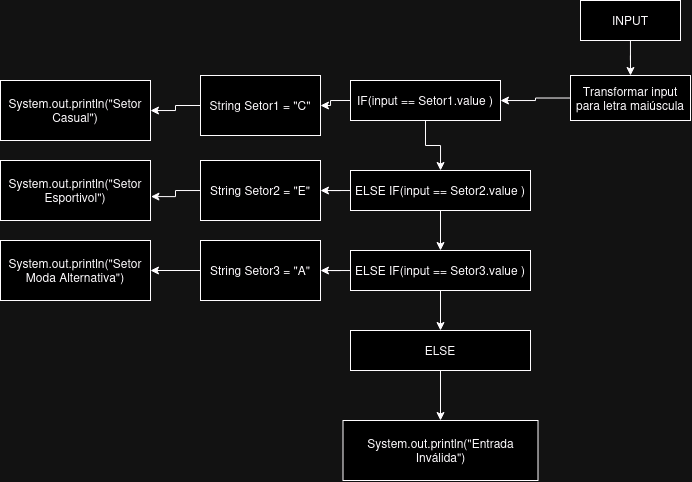 INPUT
Transformar input
para letra maiúscula
IF(input == Setor1.value )
String Setor1 = "C"
System.out.println("Setor
Casual")
ELSE IF(input == Setor2.value )
String Setor2 = "E"
System.out.println("Setor
Esportivol")
ELSE IF(input == Setor3.value )
String Setor3 = "A"
System.out.println("Setor
Moda Alternativa")
ELSE
System.out.println("Entrada
Inválida")